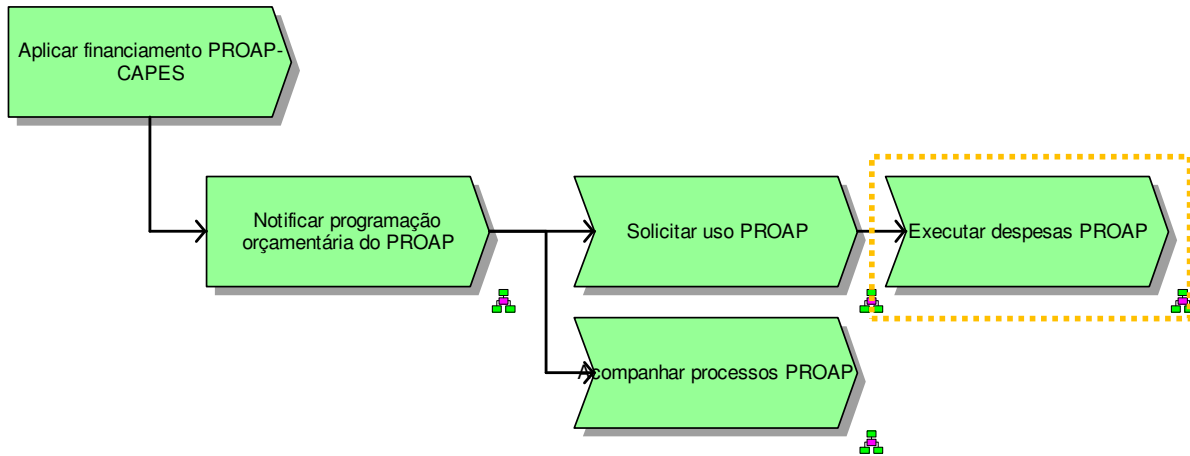 Aplicar financiamento PROAP-
CAPES
Notificar programação
orçamentária do PROAP
Solicitar uso PROAP
Executar despesas PROAP
Acompanhar processos PROAP